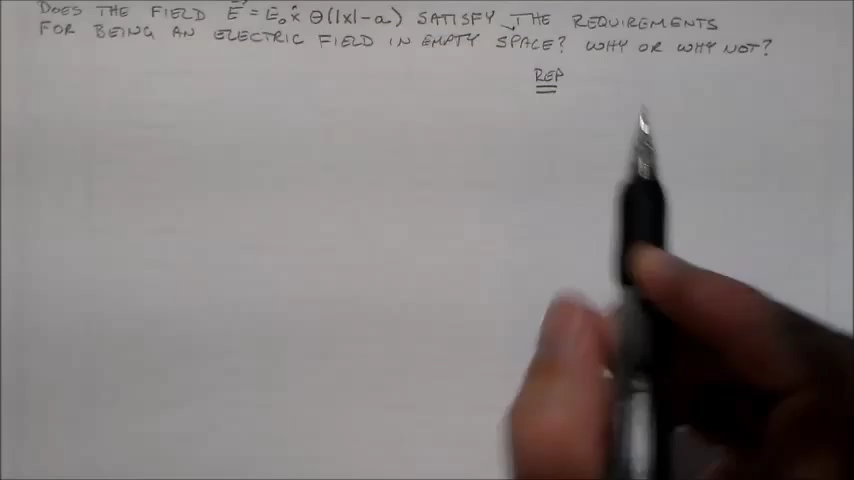 DOES THE FIELD E⃗ = E₀ x̂ Θ(|x|-a) SATISFY THE REQUIREMENTS
FOR BEING AN ELECTRIC FIELD IN EMPTY SPACE? WHY OR WHY NOT?
REP